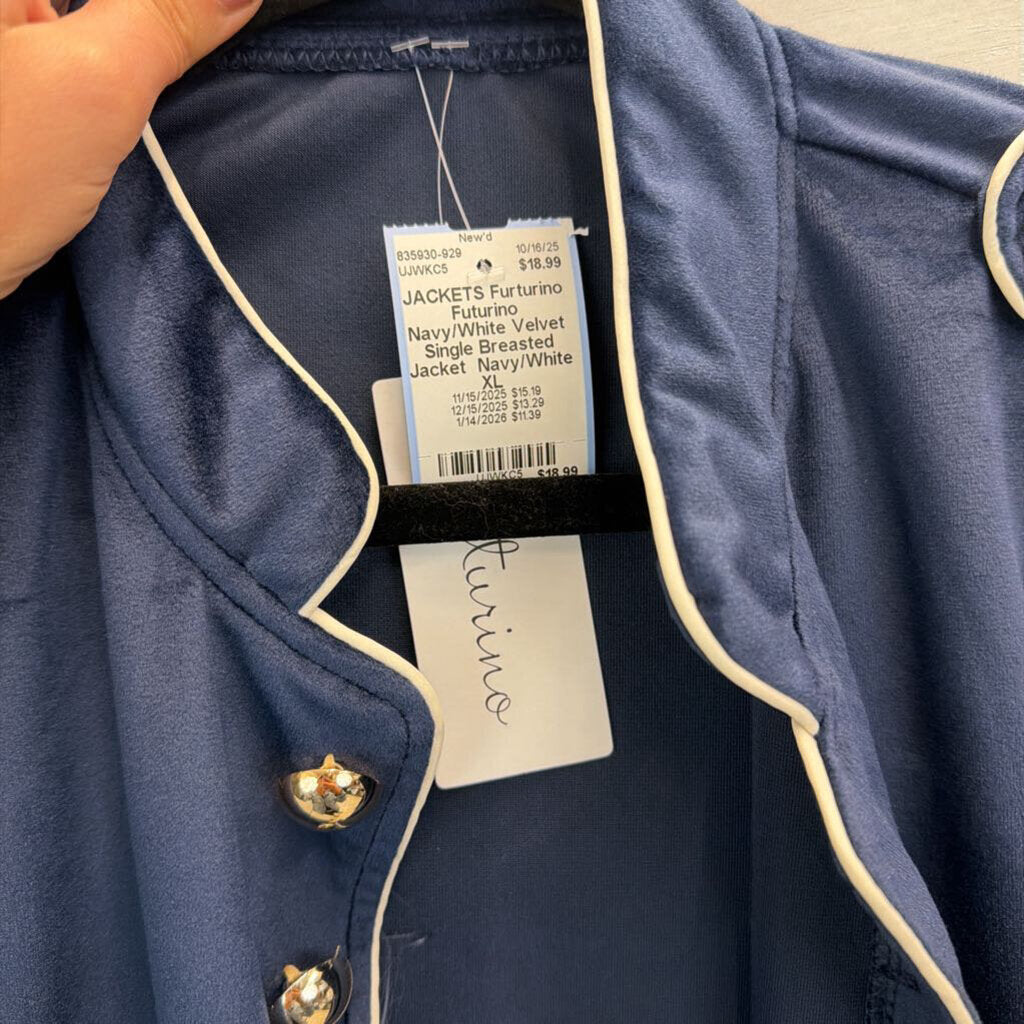 New'd
835930-929 10/16/25
UJWKC5 $18.99
JACKETS Furturino
Futurino
Navy/White Velvet
Single Breasted
Jacket Navy/White
XL
11/15/2025 $15.19
12/15/2025 $13.29
1/14/2026 $11.39
UJWKC5 $18.99
turino